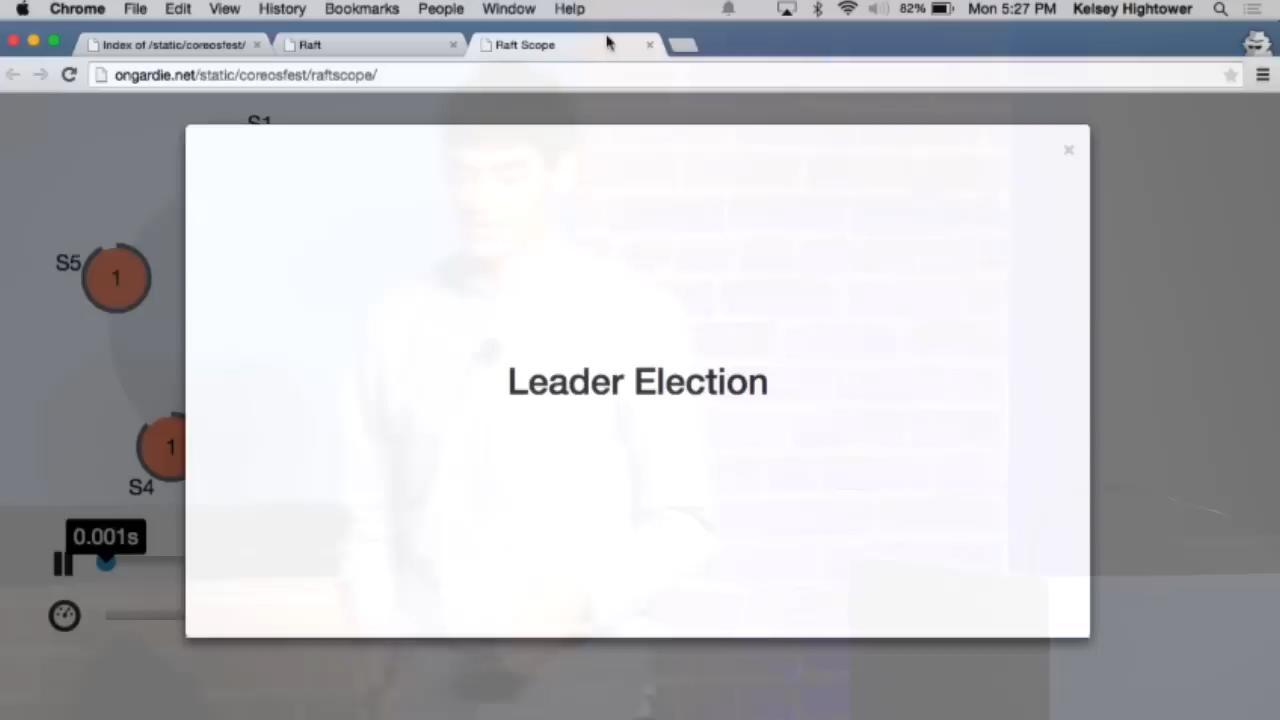 Chrome File Edit View History Bookmarks People Window Help 82% Mon 5:27 PM Kelsey Hightower
Index of /static/coreosfest/ Raft Raft Scope
ongardie.net/static/coreosfest/raftscope/
S1
S5
1
Leader Election
1
S4
0.001s